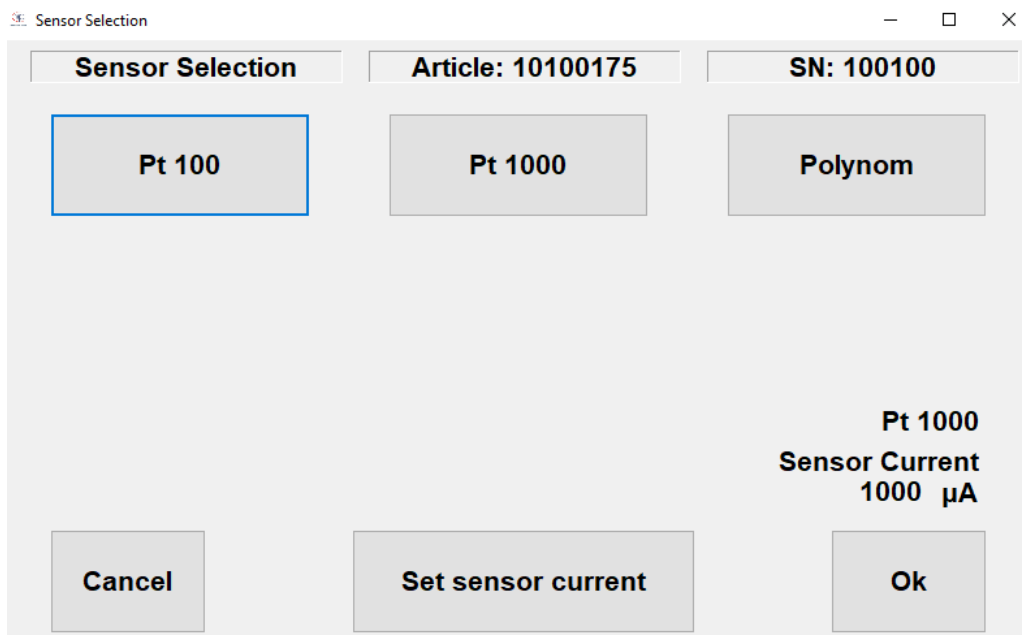 Sensor Selection
Sensor Selection
Article: 10100175
SN: 100100
Pt 100
Pt 1000
Polynom
Pt 1000
Sensor Current
1000 µA
Cancel
Set sensor current
Ok